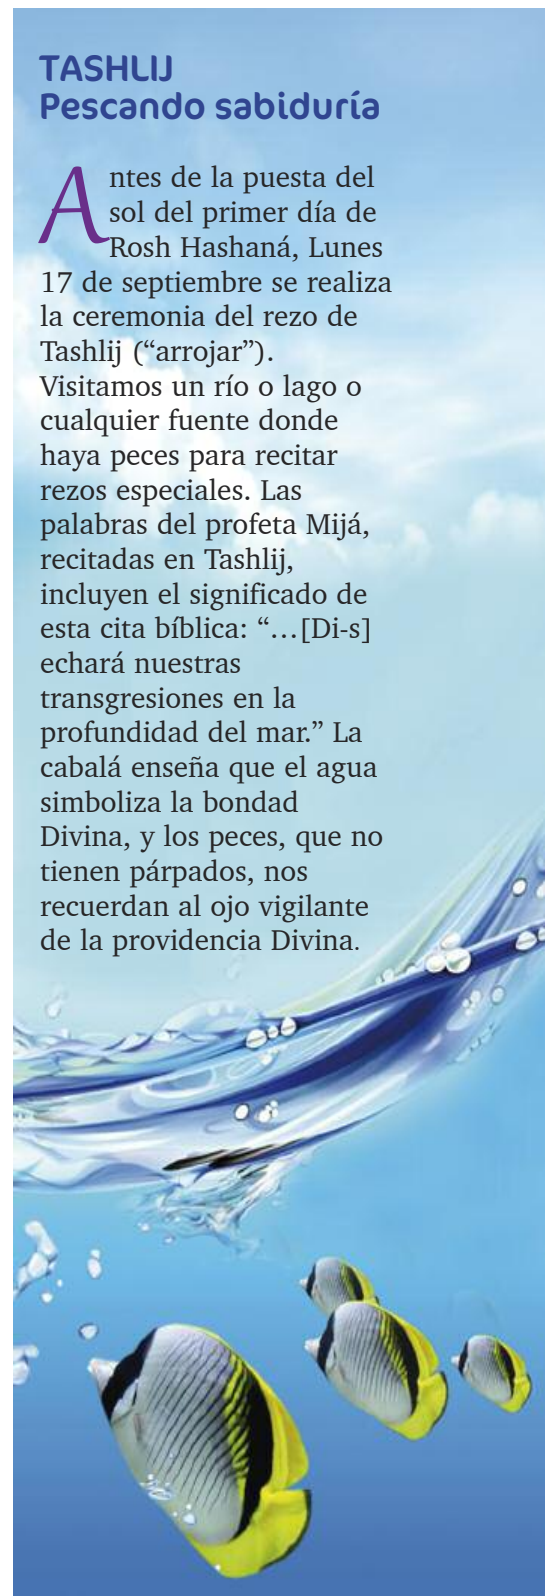 TASHLIJ
Pescando sabiduría
Antes de la puesta del
sol del primer día de
Rosh Hashaná, Lunes
17 de septiembre se realiza
la ceremonia del rezo de
Tashlij (“arrojar”).
Visitamos un río o lago o
cualquier fuente donde
haya peces para recitar
rezos especiales. Las
palabras del profeta Mijá,
recitadas en Tashlij,
incluyen el significado de
esta cita bíblica: “…[Di-s]
echará nuestras
transgresiones en la
profundidad del mar.” La
cabalá enseña que el agua
simboliza la bondad
Divina, y los peces, que no
tienen párpados, nos
recuerdan al ojo vigilante
de la providencia Divina.